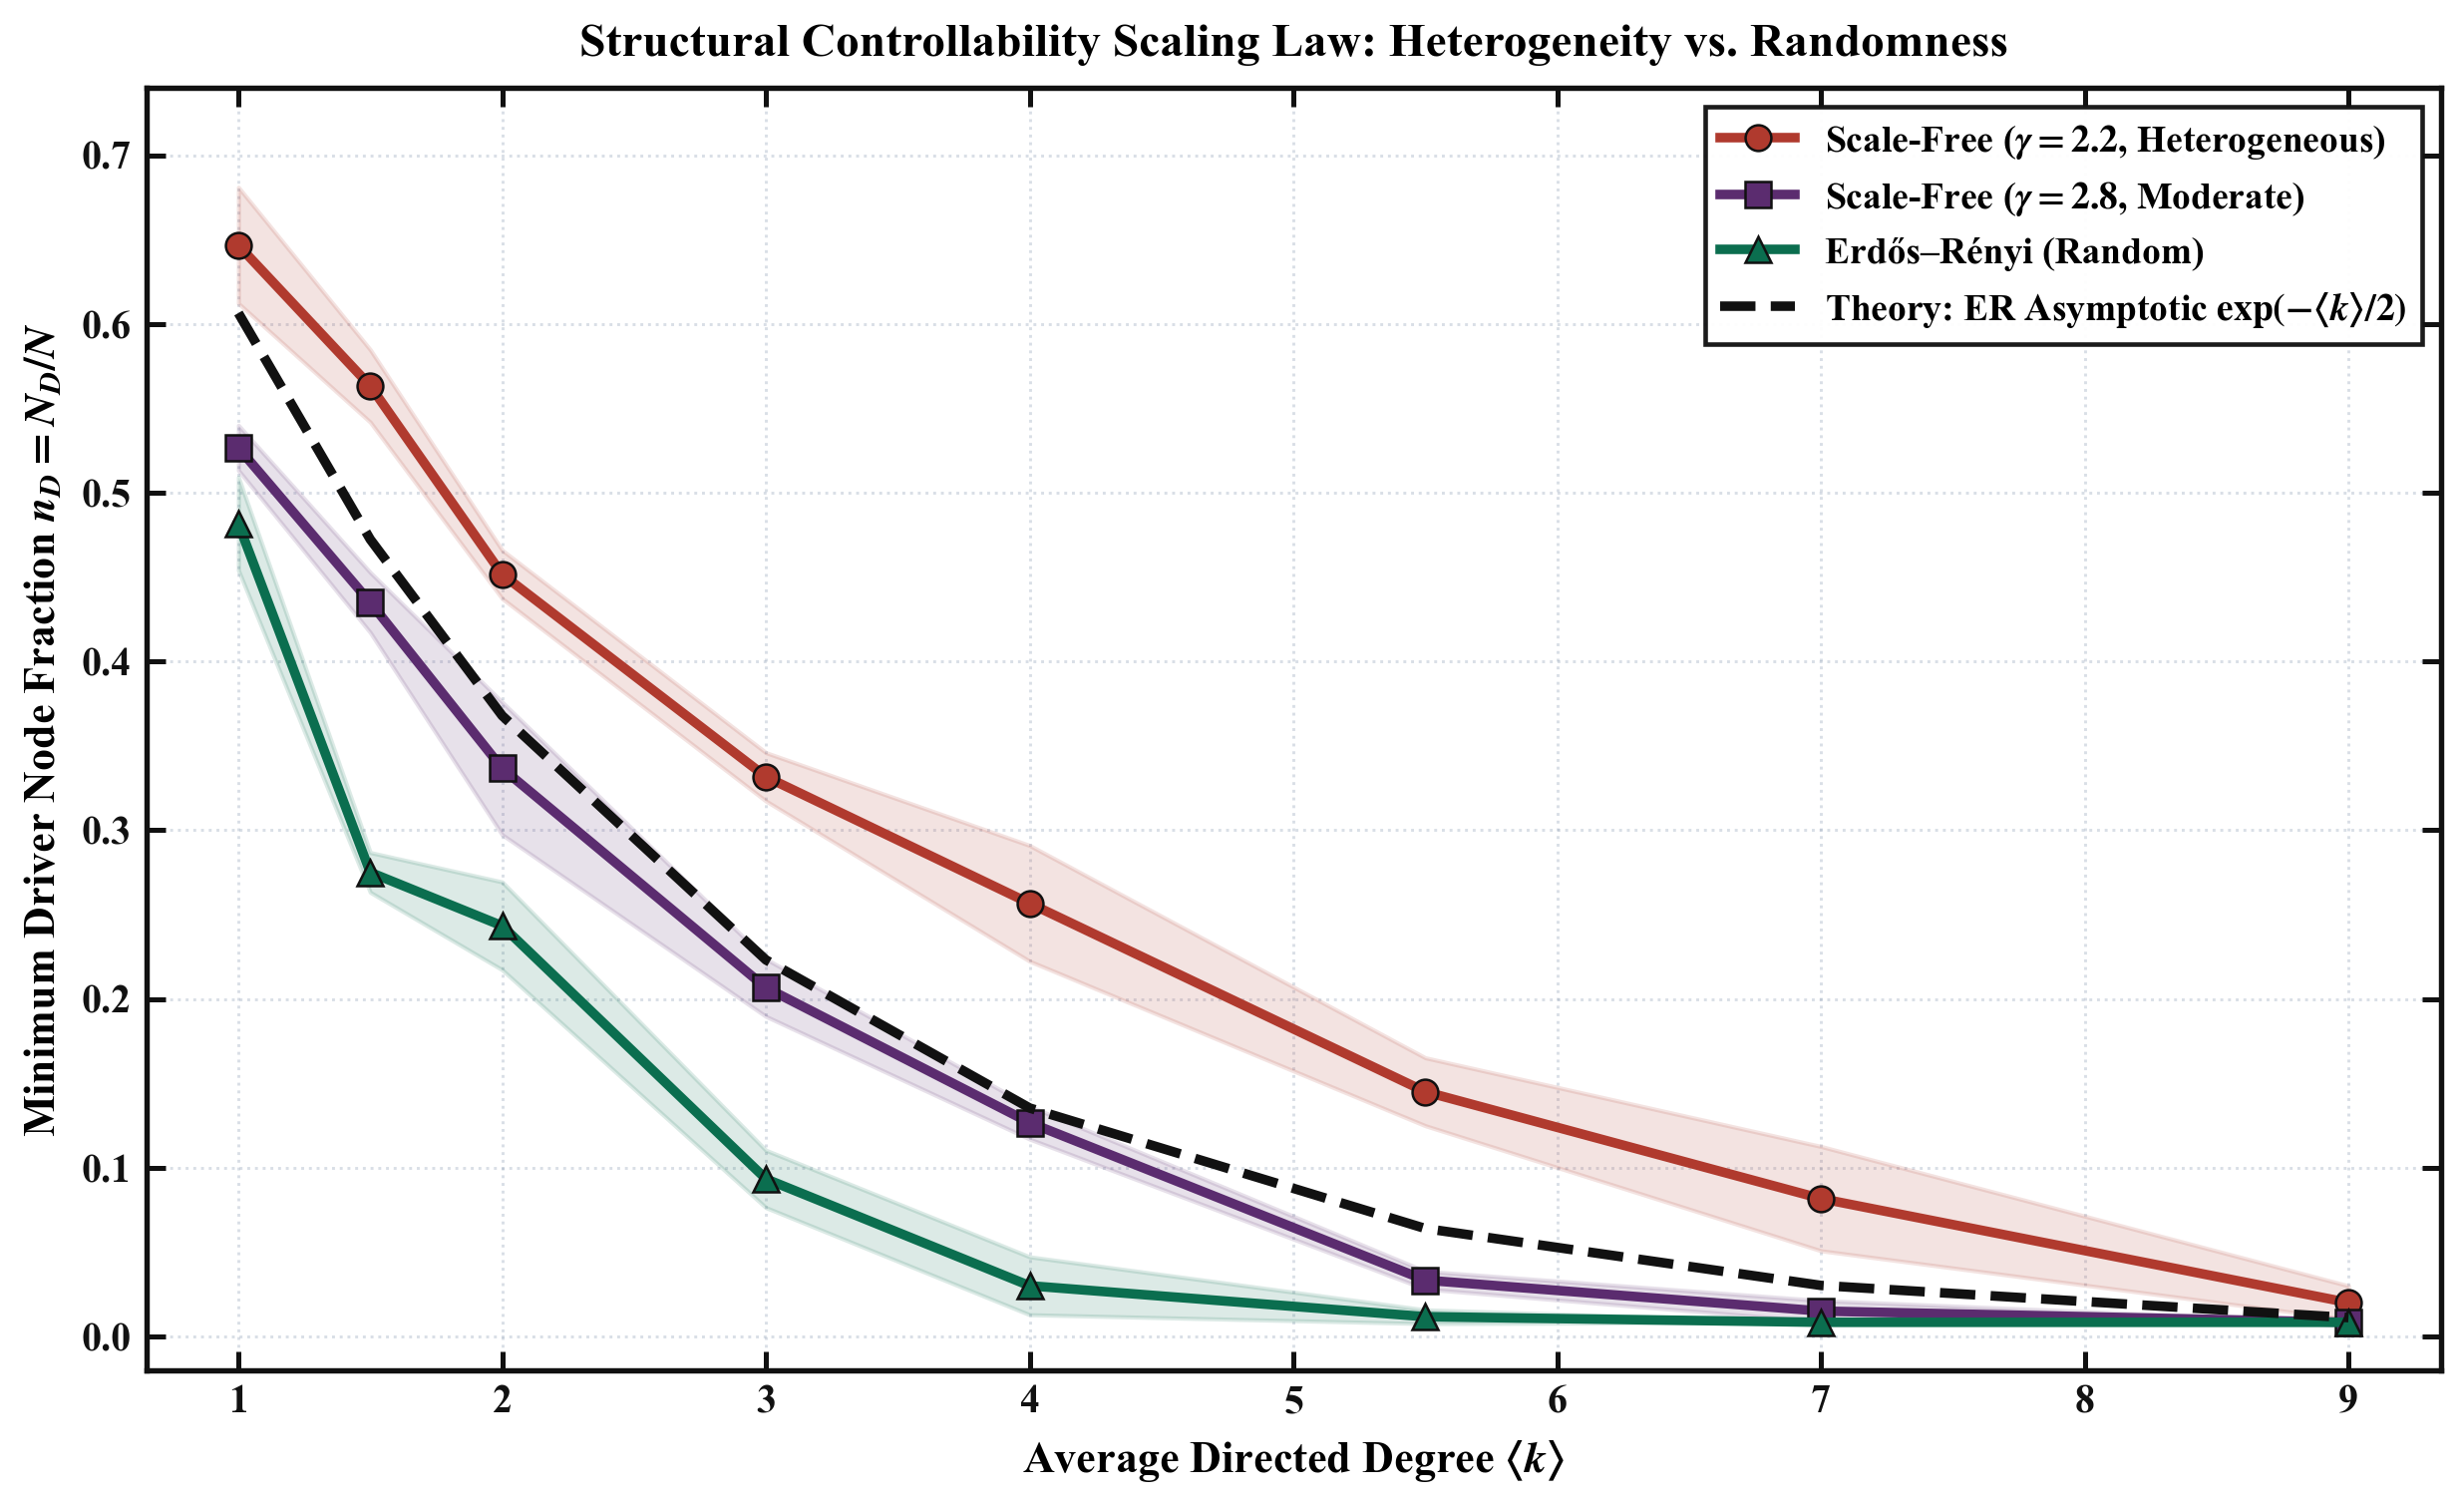 Structural Controllability Scaling Law: Heterogeneity vs. Randomness
Scale-Free (γ = 2.2, Heterogeneous)
Scale-Free (γ = 2.8, Moderate)
Erdős–Rényi (Random)
Theory: ER Asymptotic exp(−⟨k⟩/2)
Minimum Driver Node Fraction n_D = N_D/N
0.7
0.6
0.5
0.4
0.3
0.2
0.1
0.0
1 2 3 4 5 6 7 8 9
Average Directed Degree ⟨k⟩